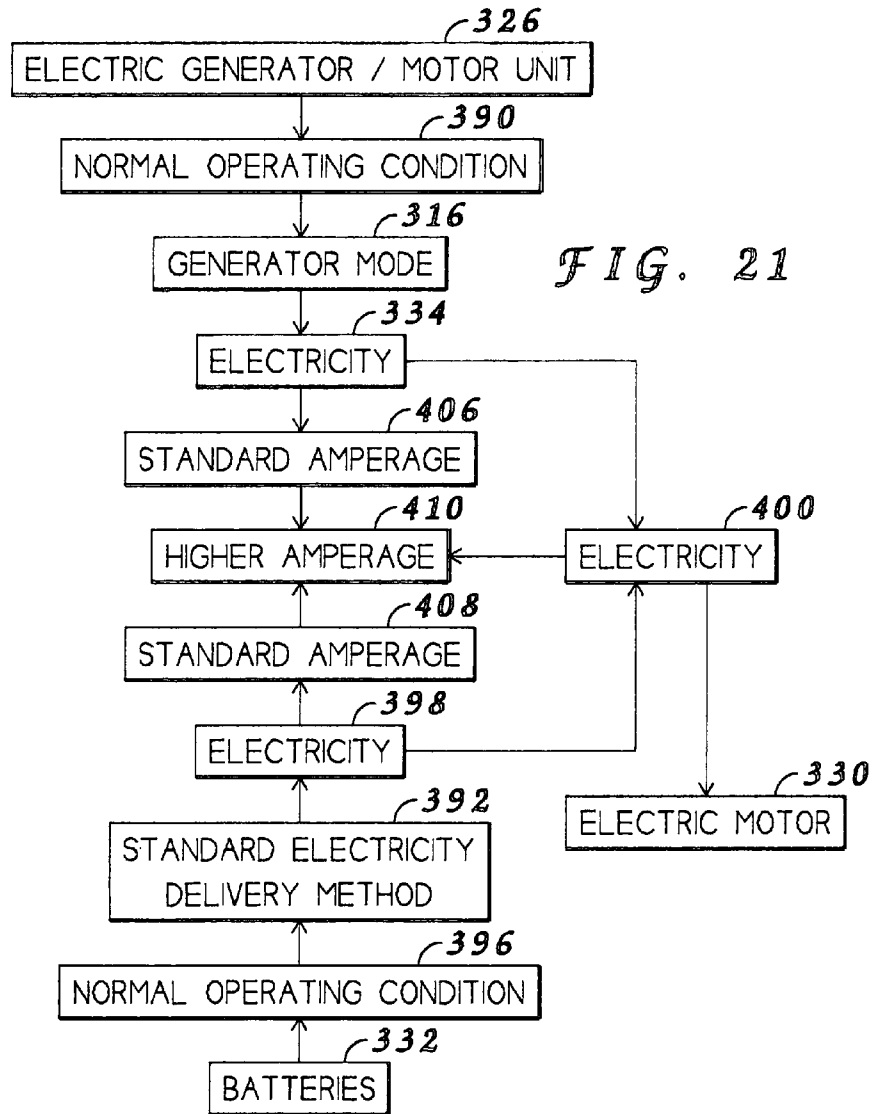 326
ELECTRIC GENERATOR / MOTOR UNIT
390
NORMAL OPERATING CONDITION
316
GENERATOR MODE
FIG. 21
334
ELECTRICITY
406
STANDARD AMPERAGE
410
HIGHER AMPERAGE
400
ELECTRICITY
408
STANDARD AMPERAGE
398
ELECTRICITY
330
ELECTRIC MOTOR
392
STANDARD ELECTRICITY
DELIVERY METHOD
396
NORMAL OPERATING CONDITION
332
BATTERIES